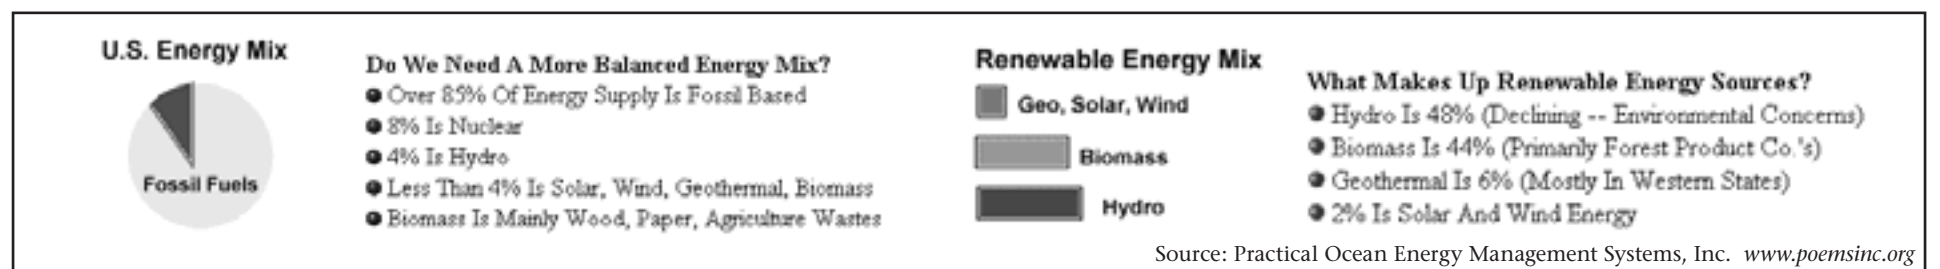 U.S. Energy Mix
Fossil Fuels
Do We Need A More Balanced Energy Mix?
Over 85% Of Energy Supply Is Fossil Based
8% Is Nuclear
4% Is Hydro
Less Than 4% Is Solar, Wind, Geothermal, Biomass
Biomass Is Mainly Wood, Paper, Agriculture Wastes
Renewable Energy Mix
Geo, Solar, Wind
Biomass
Hydro
What Makes Up Renewable Energy Sources?
Hydro Is 48% (Declining -- Environmental Concerns)
Biomass Is 44% (Primarily Forest Product Co.'s)
Geothermal Is 6% (Mostly In Western States)
2% Is Solar And Wind Energy
Source: Practical Ocean Energy Management Systems, Inc. www.poemsinc.org